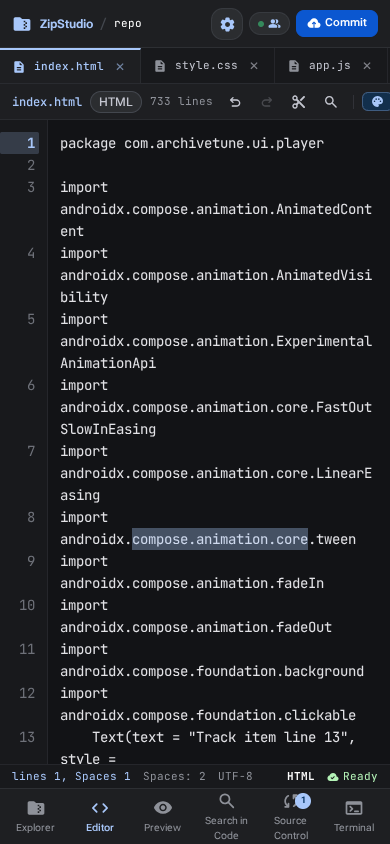 ZipStudio / repo Commit
index.html × style.css × app.js ×
index.html HTML 733 lines
1 package com.archivetune.ui.player
2
3 import
androidx.compose.animation.AnimatedCont
ent
4 import
androidx.compose.animation.AnimatedVisi
bility
5 import
androidx.compose.animation.Experimental
AnimationApi
6 import
androidx.compose.animation.core.FastOut
SlowInEasing
7 import
androidx.compose.animation.core.LinearE
asing
8 import
androidx.compose.animation.core.tween
9 import
androidx.compose.animation.fadeIn
10 import
androidx.compose.animation.fadeOut
11 import
androidx.compose.foundation.background
12 import
androidx.compose.foundation.clickable
13 Text(text = "Track item line 13",
style =
lines 1, Spaces 1 Spaces: 2 UTF-8 HTML Ready
Explorer Editor Preview Search in Code Source Control 1 Terminal